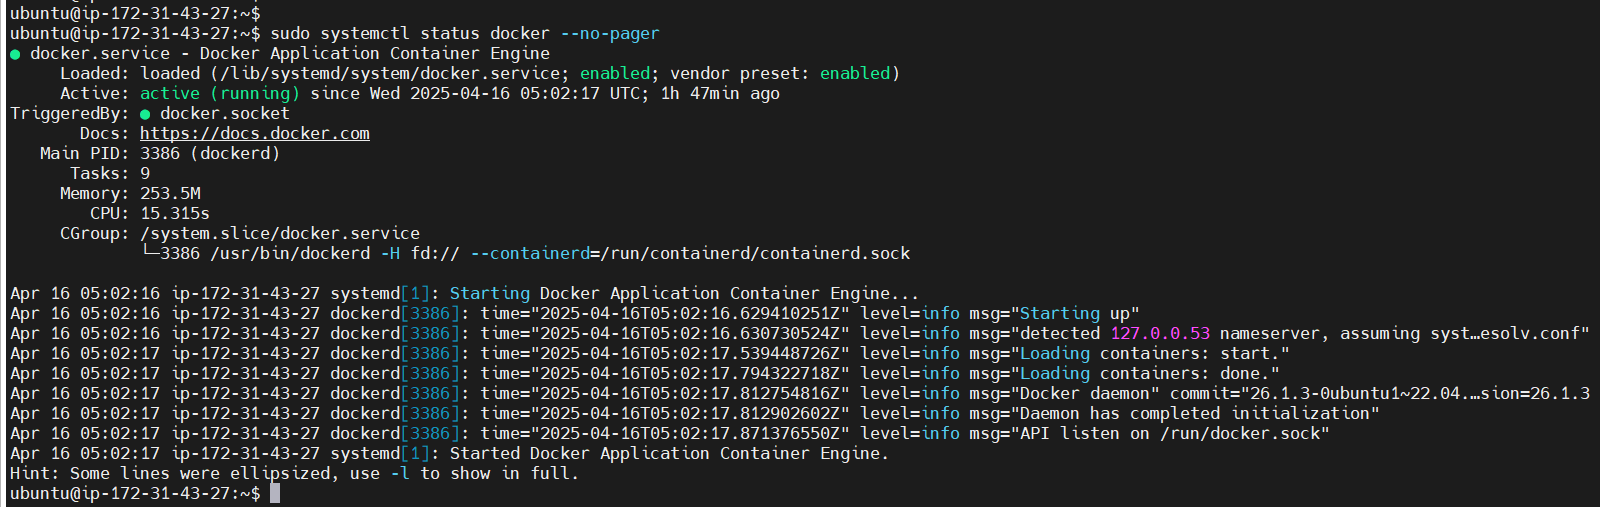 ubuntu@ip-172-31-43-27:~$
ubuntu@ip-172-31-43-27:~$ sudo systemctl status docker --no-pager
● docker.service - Docker Application Container Engine
     Loaded: loaded (/lib/systemd/system/docker.service; enabled; vendor preset: enabled)
     Active: active (running) since Wed 2025-04-16 05:02:17 UTC; 1h 47min ago
TriggeredBy: ● docker.socket
       Docs: https://docs.docker.com
   Main PID: 3386 (dockerd)
      Tasks: 9
     Memory: 253.5M
        CPU: 15.315s
     CGroup: /system.slice/docker.service
             └─3386 /usr/bin/dockerd -H fd:// --containerd=/run/containerd/containerd.sock

Apr 16 05:02:16 ip-172-31-43-27 systemd[1]: Starting Docker Application Container Engine...
Apr 16 05:02:16 ip-172-31-43-27 dockerd[3386]: time="2025-04-16T05:02:16.629410251Z" level=info msg="Starting up"
Apr 16 05:02:16 ip-172-31-43-27 dockerd[3386]: time="2025-04-16T05:02:16.630730524Z" level=info msg="detected 127.0.0.53 nameserver, assuming syst…esolv.conf"
Apr 16 05:02:17 ip-172-31-43-27 dockerd[3386]: time="2025-04-16T05:02:17.539448726Z" level=info msg="Loading containers: start."
Apr 16 05:02:17 ip-172-31-43-27 dockerd[3386]: time="2025-04-16T05:02:17.794322718Z" level=info msg="Loading containers: done."
Apr 16 05:02:17 ip-172-31-43-27 dockerd[3386]: time="2025-04-16T05:02:17.812754816Z" level=info msg="Docker daemon" commit="26.1.3-0ubuntu1~22.04.…sion=26.1.3
Apr 16 05:02:17 ip-172-31-43-27 dockerd[3386]: time="2025-04-16T05:02:17.812902602Z" level=info msg="Daemon has completed initialization"
Apr 16 05:02:17 ip-172-31-43-27 dockerd[3386]: time="2025-04-16T05:02:17.871376550Z" level=info msg="API listen on /run/docker.sock"
Apr 16 05:02:17 ip-172-31-43-27 systemd[1]: Started Docker Application Container Engine.
Hint: Some lines were ellipsized, use -l to show in full.
ubuntu@ip-172-31-43-27:~$